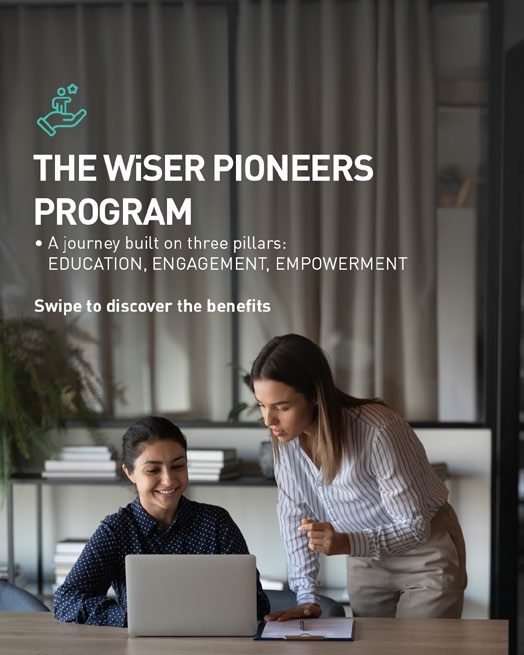 THE WiSER PIONEERS
PROGRAM
• A journey built on three pillars:
EDUCATION, ENGAGEMENT, EMPOWERMENT
Swipe to discover the benefits